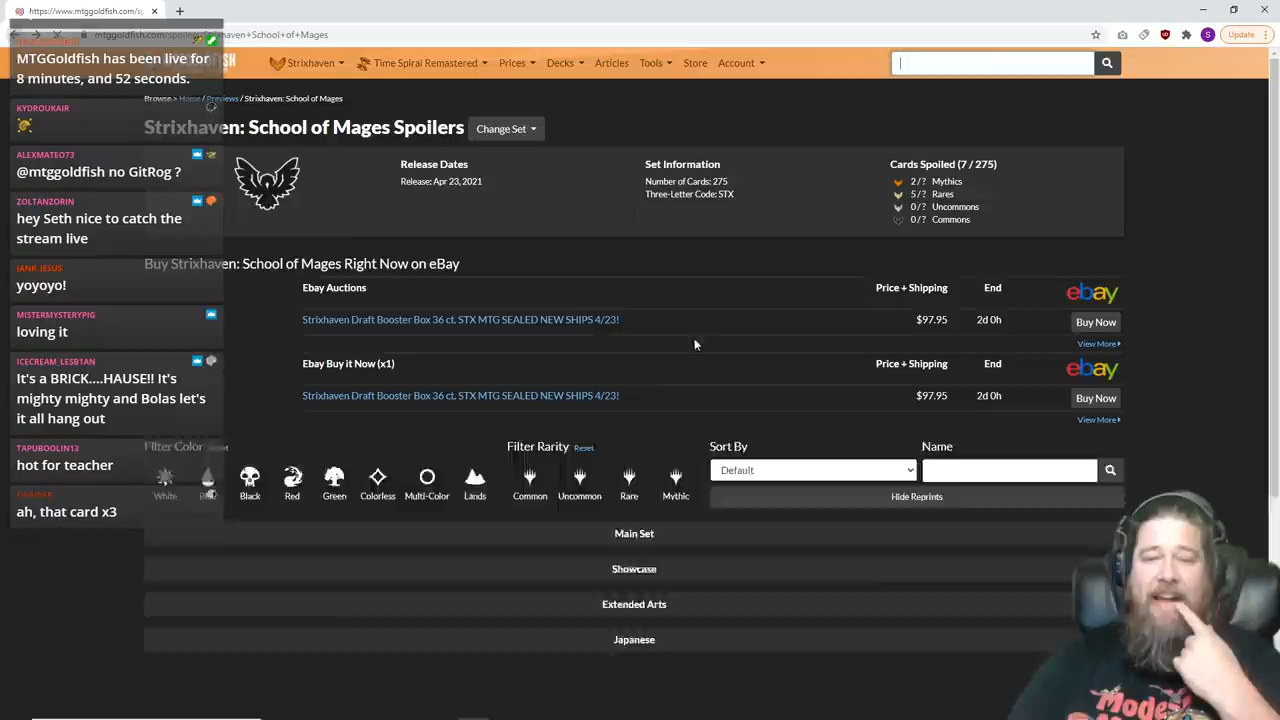 https://www.mtggoldfish.com/sp
mtggoldfish.com/spoilers/Strixhaven+School+of+Mages
Update
MTGGoldfish has been live for
8 minutes, and 52 seconds.
KYDROUKAIR
ALEXMATEO73
@mtggoldfish no GitRog ?
ZOLTANZORIN
hey Seth nice to catch the
stream live
JANK_JESUS
yoyoyo!
MISTERMYSTERYPIG
loving it
ICECREAM_LESB1AN
It's a BRICK....HAUSE!! It's
mighty mighty and Bolas let's
it all hang out
TAPUBOOLIN13
hot for teacher
ah, that card x3
Strixhaven
Time Spiral Remastered
Prices
Decks
Articles
Tools
Store
Account
Browse > Home / Previews / Strixhaven: School of Mages
Strixhaven: School of Mages Spoilers
Change Set
Release Dates
Release: Apr 23, 2021
Set Information
Number of Cards: 275
Three-Letter Code: STX
Cards Spoiled (7 / 275)
2 / ? Mythics
5 / ? Rares
0 / ? Uncommons
0 / ? Commons
Buy Strixhaven: School of Mages Right Now on eBay
Ebay Auctions
Price + Shipping
End
ebay
Strixhaven Draft Booster Box 36 ct. STX MTG SEALED NEW SHIPS 4/23!
$97.95
2d 0h
Buy Now
View More
Ebay Buy it Now (x1)
Price + Shipping
End
ebay
Strixhaven Draft Booster Box 36 ct. STX MTG SEALED NEW SHIPS 4/23!
$97.95
2d 0h
Buy Now
View More
Filter Color
White
Black
Red
Green
Colorless
Multi-Color
Lands
Filter Rarity Reset
Common
Uncommon
Rare
Mythic
Sort By
Default
Name
Hide Reprints
Main Set
Showcase
Extended Arts
Japanese